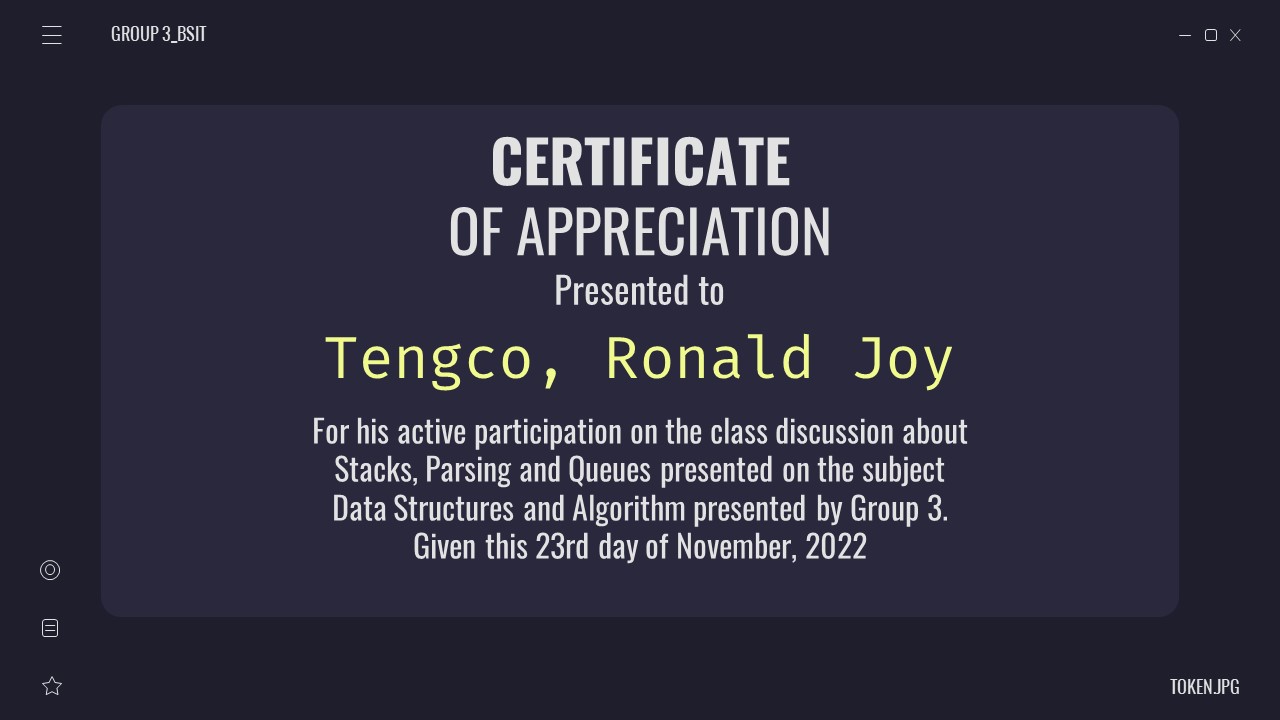 GROUP 3_BSIT
CERTIFICATE
OF APPRECIATION
Presented to
Tengco, Ronald Joy
For his active participation on the class discussion about
Stacks, Parsing and Queues presented on the subject
Data Structures and Algorithm presented by Group 3.
Given this 23rd day of November, 2022
TOKEN.JPG